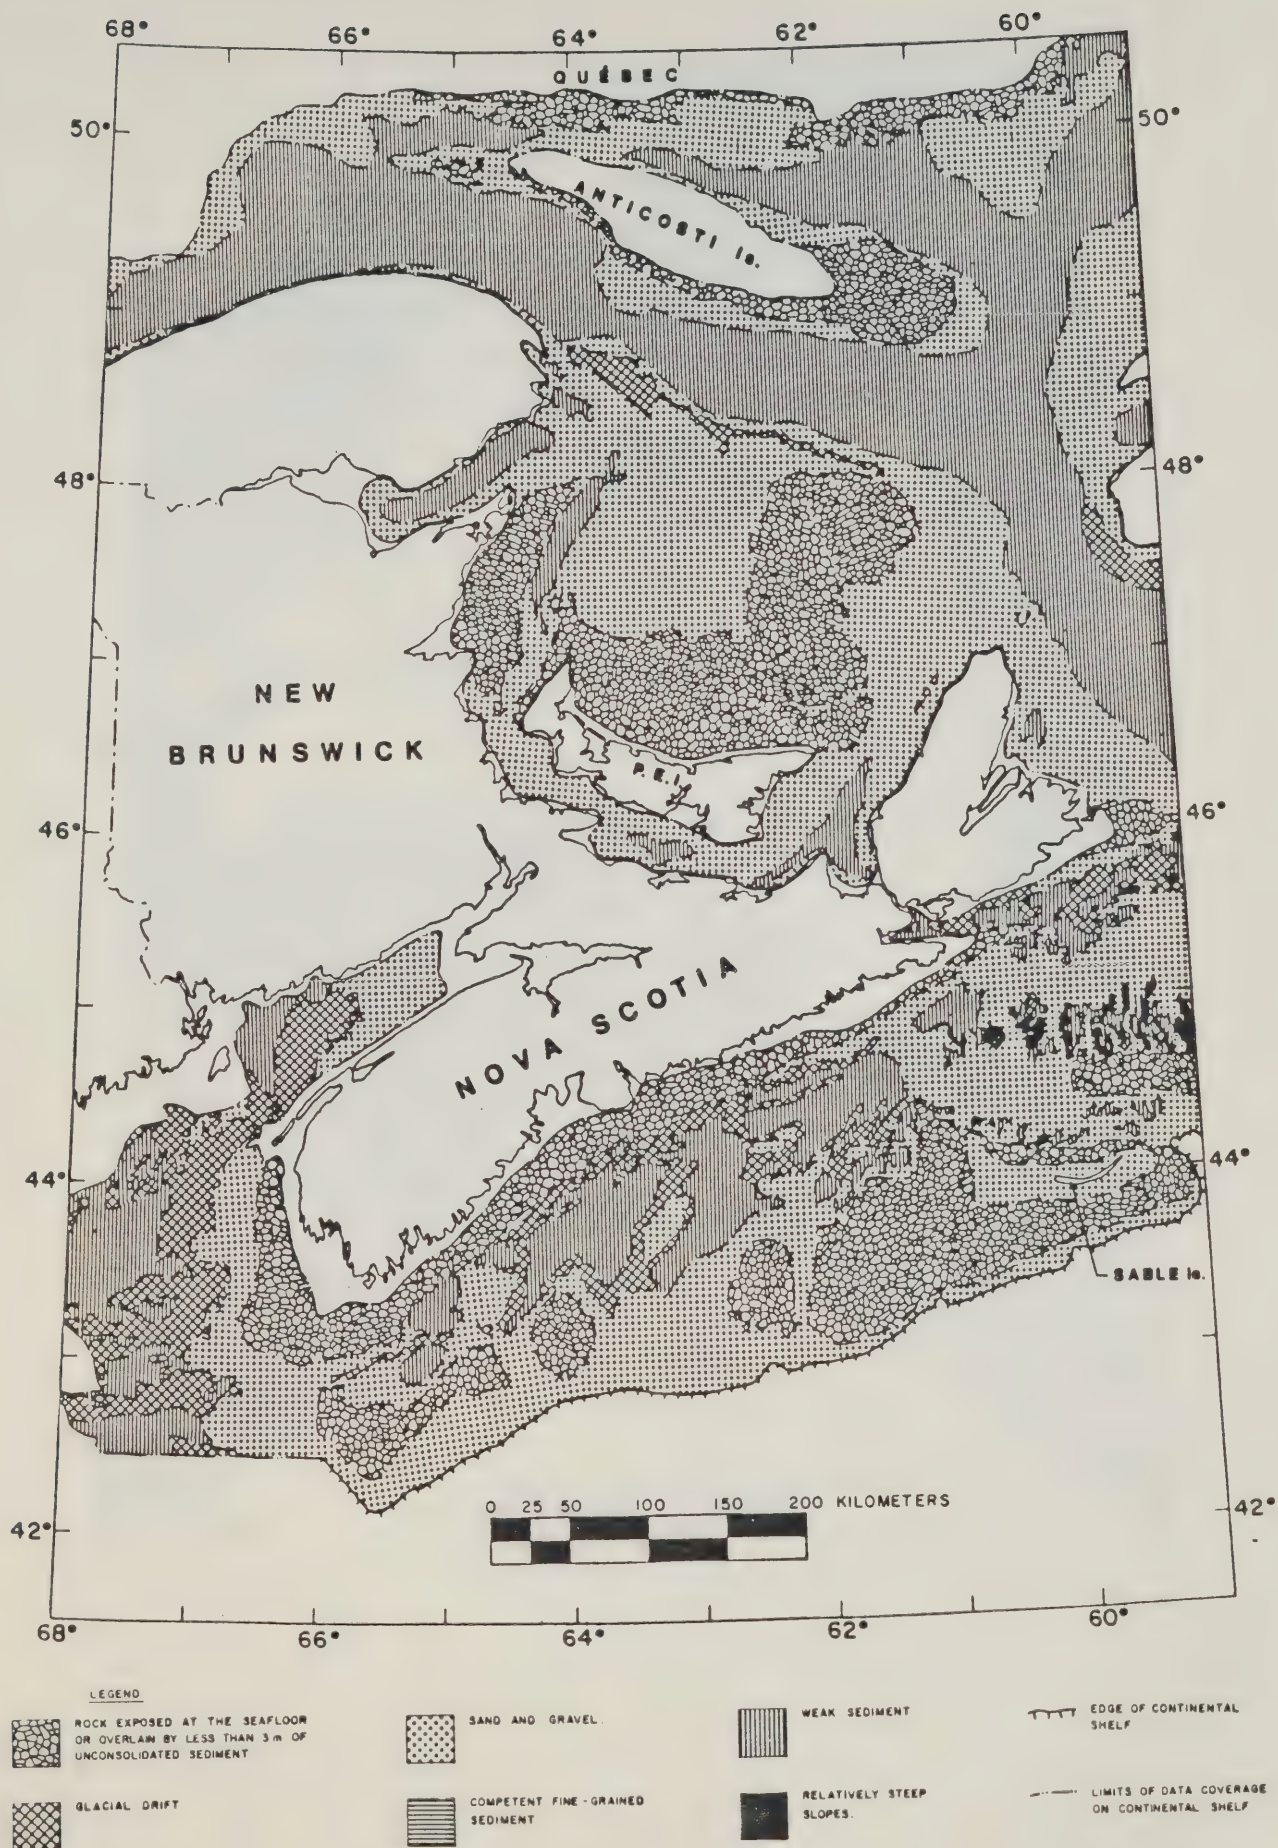 68° 66° 64° 62° 60°
QUÉBEC
50° 50°
ANTICOSTI Is.
48° 48°
NEW
BRUNSWICK
P.E.I.
46° 46°
NOVA SCOTIA
44° 44°
SABLE Is.
0 25 50 100 150 200 KILOMETERS
42° 42°
68° 66° 64° 62° 60°
LEGEND
ROCK EXPOSED AT THE SEAFLOOR
OR OVERLAIN BY LESS THAN 3 m OF
UNCONSOLIDATED SEDIMENT
SAND AND GRAVEL.
WEAK SEDIMENT
EDGE OF CONTINENTAL
SHELF
GLACIAL DRIFT
COMPETENT FINE-GRAINED
SEDIMENT
RELATIVELY STEEP
SLOPES.
LIMITS OF DATA COVERAGE
ON CONTINENTAL SHELF